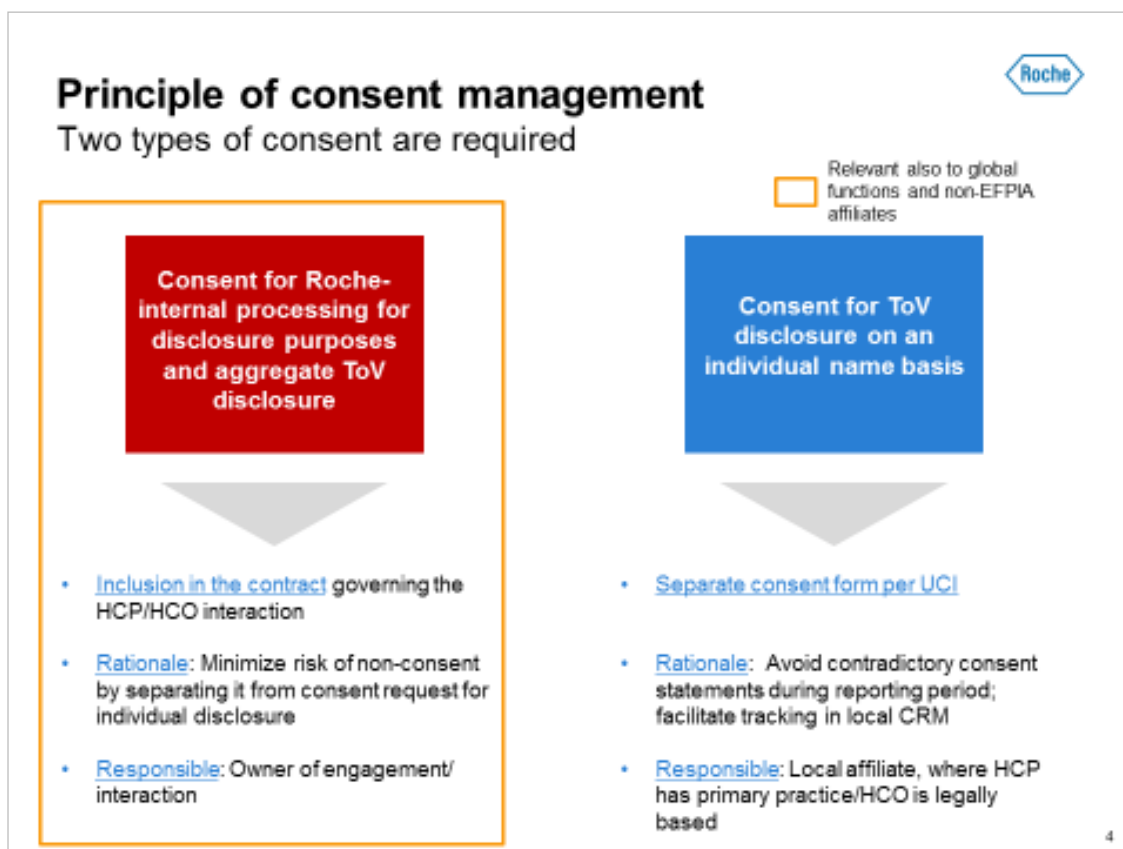 Principle of consent management
Two types of consent are required
Roche
Relevant also to global
functions and non-EFPIA
affiliates
Consent for Roche-
internal processing for
disclosure purposes
and aggregate ToV
disclosure
• Inclusion in the contract governing the
HCP/HCO interaction
• Rationale: Minimize risk of non-consent
by separating it from consent request for
individual disclosure
• Responsible: Owner of engagement/
interaction
Consent for ToV
disclosure on an
individual name basis
• Separate consent form per UCI
• Rationale: Avoid contradictory consent
statements during reporting period;
facilitate tracking in local CRM
• Responsible: Local affiliate, where HCP
has primary practice/HCO is legally
based
4